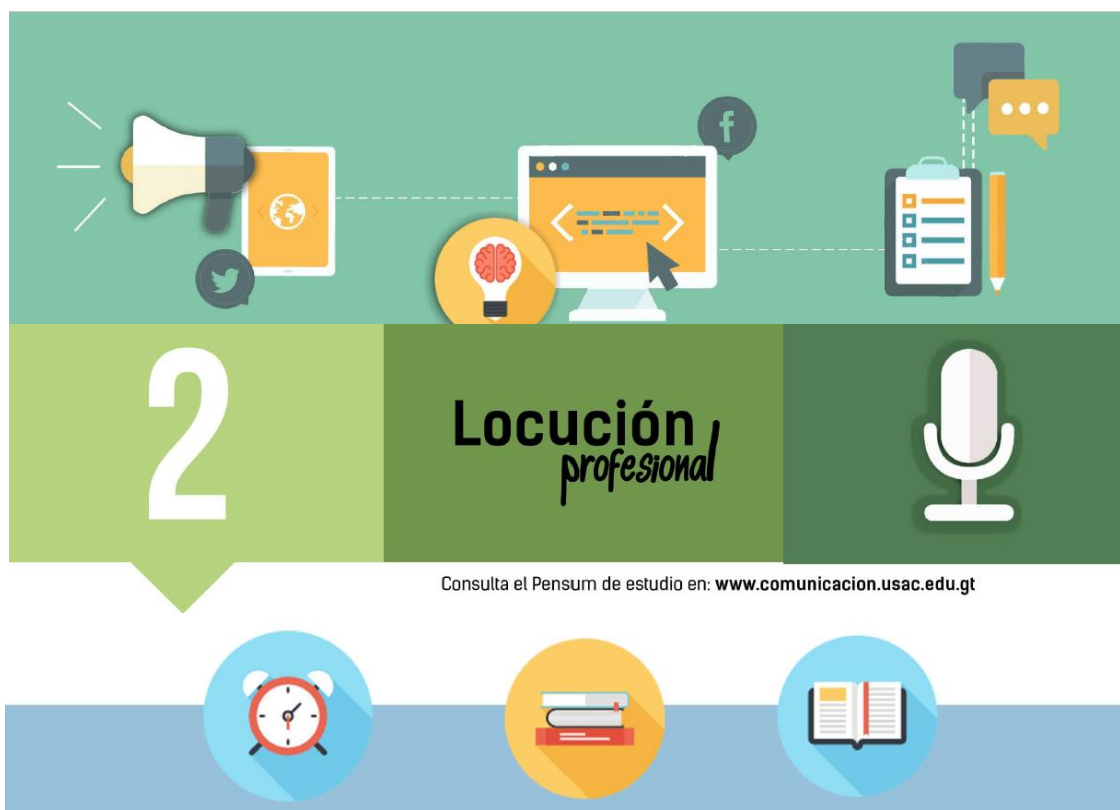 2
Locución
profesional
Consulta el Pensum de estudio en: www.comunicacion.usac.edu.gt